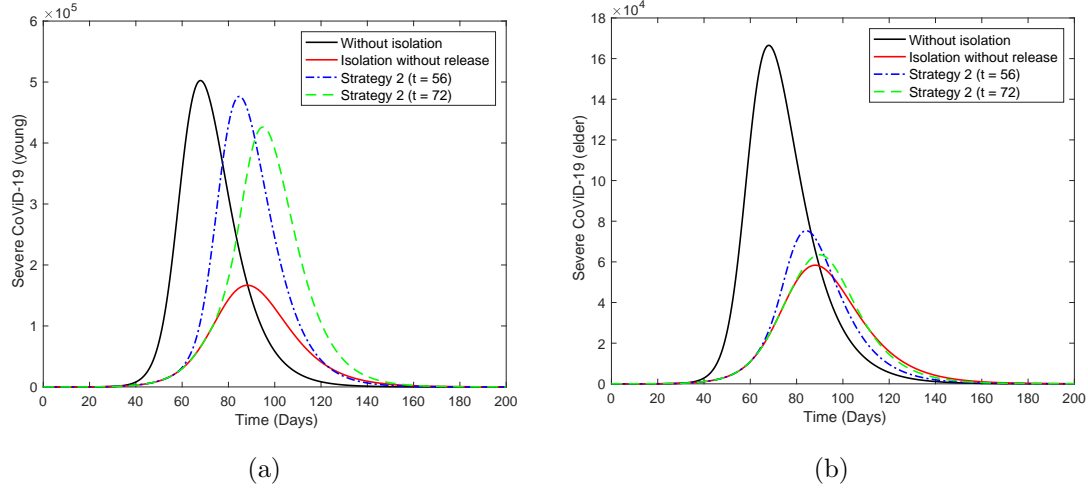 ×10^5
6
5
4
3
2
1
0
Severe CoViD-19 (young)
Without isolation
Isolation without release
Strategy 2 (t = 56)
Strategy 2 (t = 72)
0 20 40 60 80 100 120 140 160 180 200
Time (Days)
(a)
×10^4
18
16
14
12
10
8
6
4
2
0
Severe CoViD-19 (elder)
Without isolation
Isolation without release
Strategy 2 (t = 56)
Strategy 2 (t = 72)
0 20 40 60 80 100 120 140 160 180 200
Time (Days)
(b)